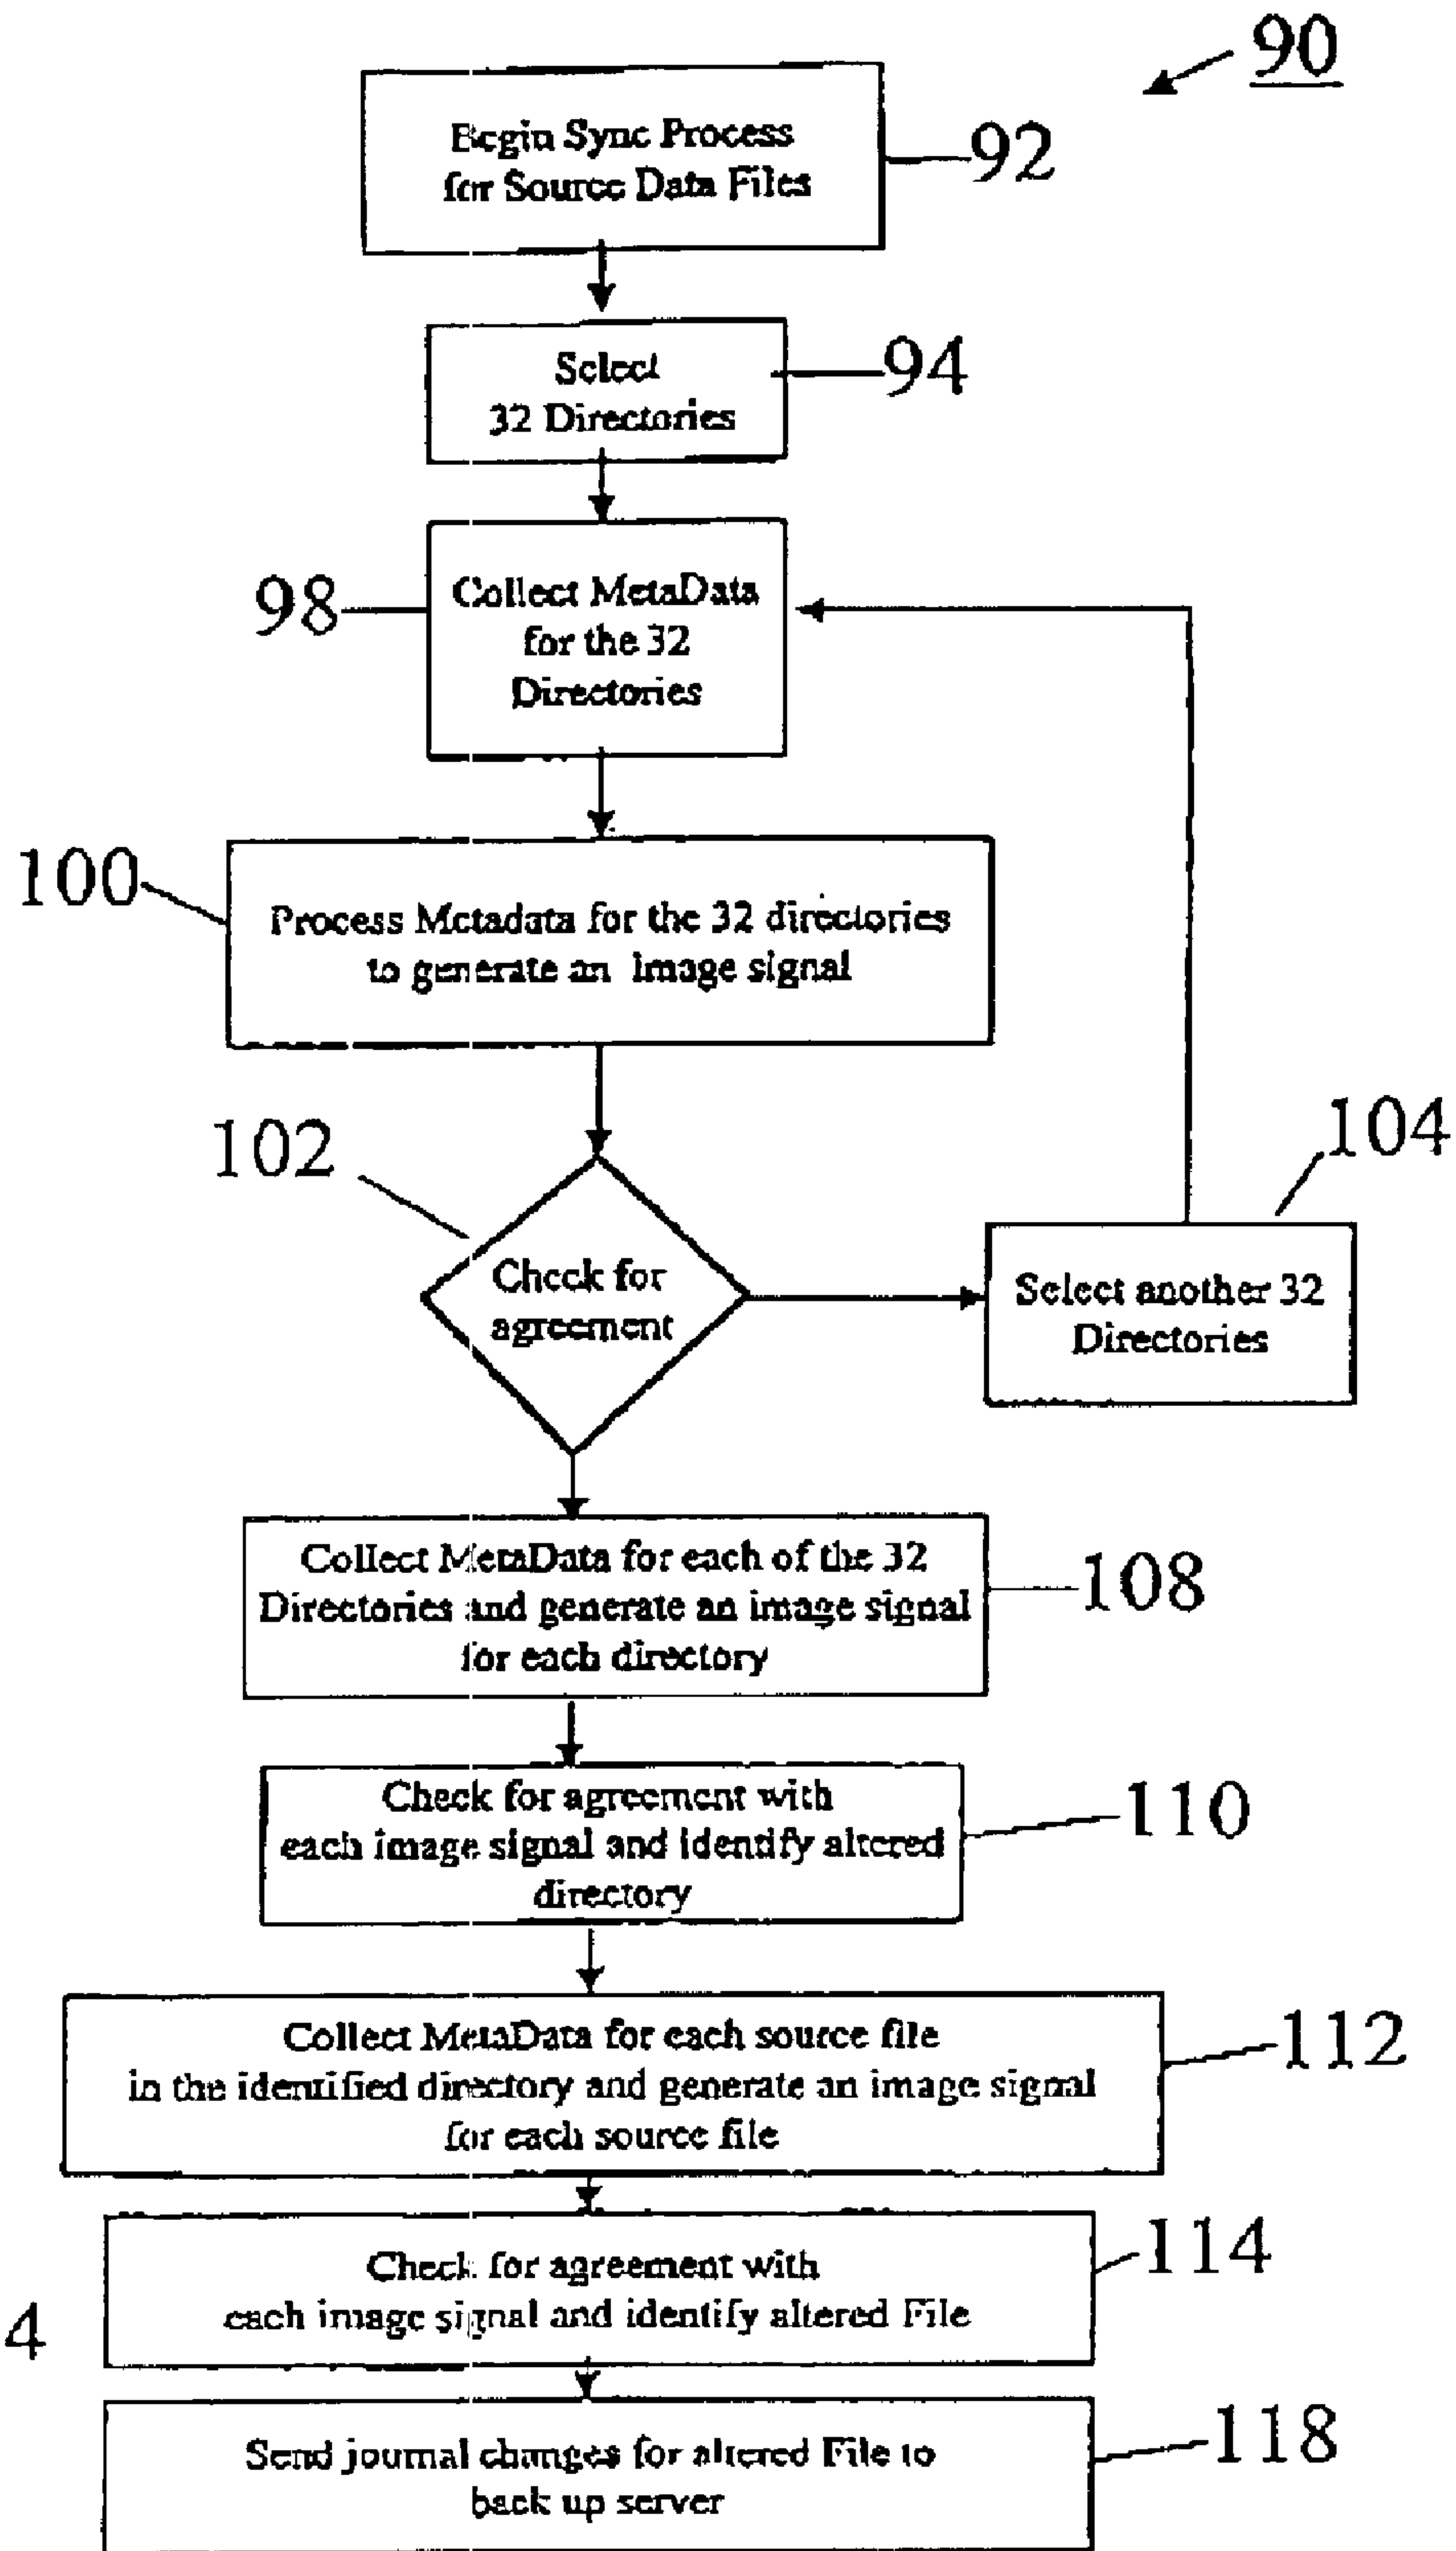 90
Begin Sync Process
for Source Data Files
92
Select
32 Directories
94
98
Collect MetaData
for the 32
Directories
100
Process Metadata for the 32 directories
to generate an image signal
102
Check for
agreement
104
Select another 32
Directories
Collect MetaData for each of the 32
Directories and generate an image signal
for each directory
108
Check for agreement with
each image signal and identify altered
directory
110
Collect MetaData for each source file
in the identified directory and generate an image signal
for each source file
112
Check for agreement with
each image signal and identify altered File
114
4
Send journal changes for altered File to
back up server
118